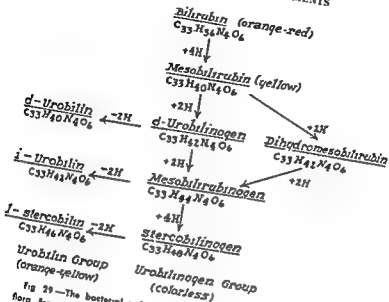 MENTS
Bilirubin (orange-red)
C33H36N4O6
+4H
Mesobilirubin (yellow)
C33H40N4O6
+2H
+2H
d-Urobilin
C33H40N4O6
-2H
d-Urobilinogen
C33H42N4O6
Dihydromesobilirubin
C33H42N4O6
+2H
+2H
i-Urobilin
C33H42N4O6
-2H
Mesobilirubinogen
C33H44N4O6
+4H
l-stercobilin
C33H46N4O6
-2H
Stercobilinogen
C33H48N4O6
Urobilin Group
(orange-yellow)
Urobilinogen Group
(colorless)
Fig 29—The bacterial
flora